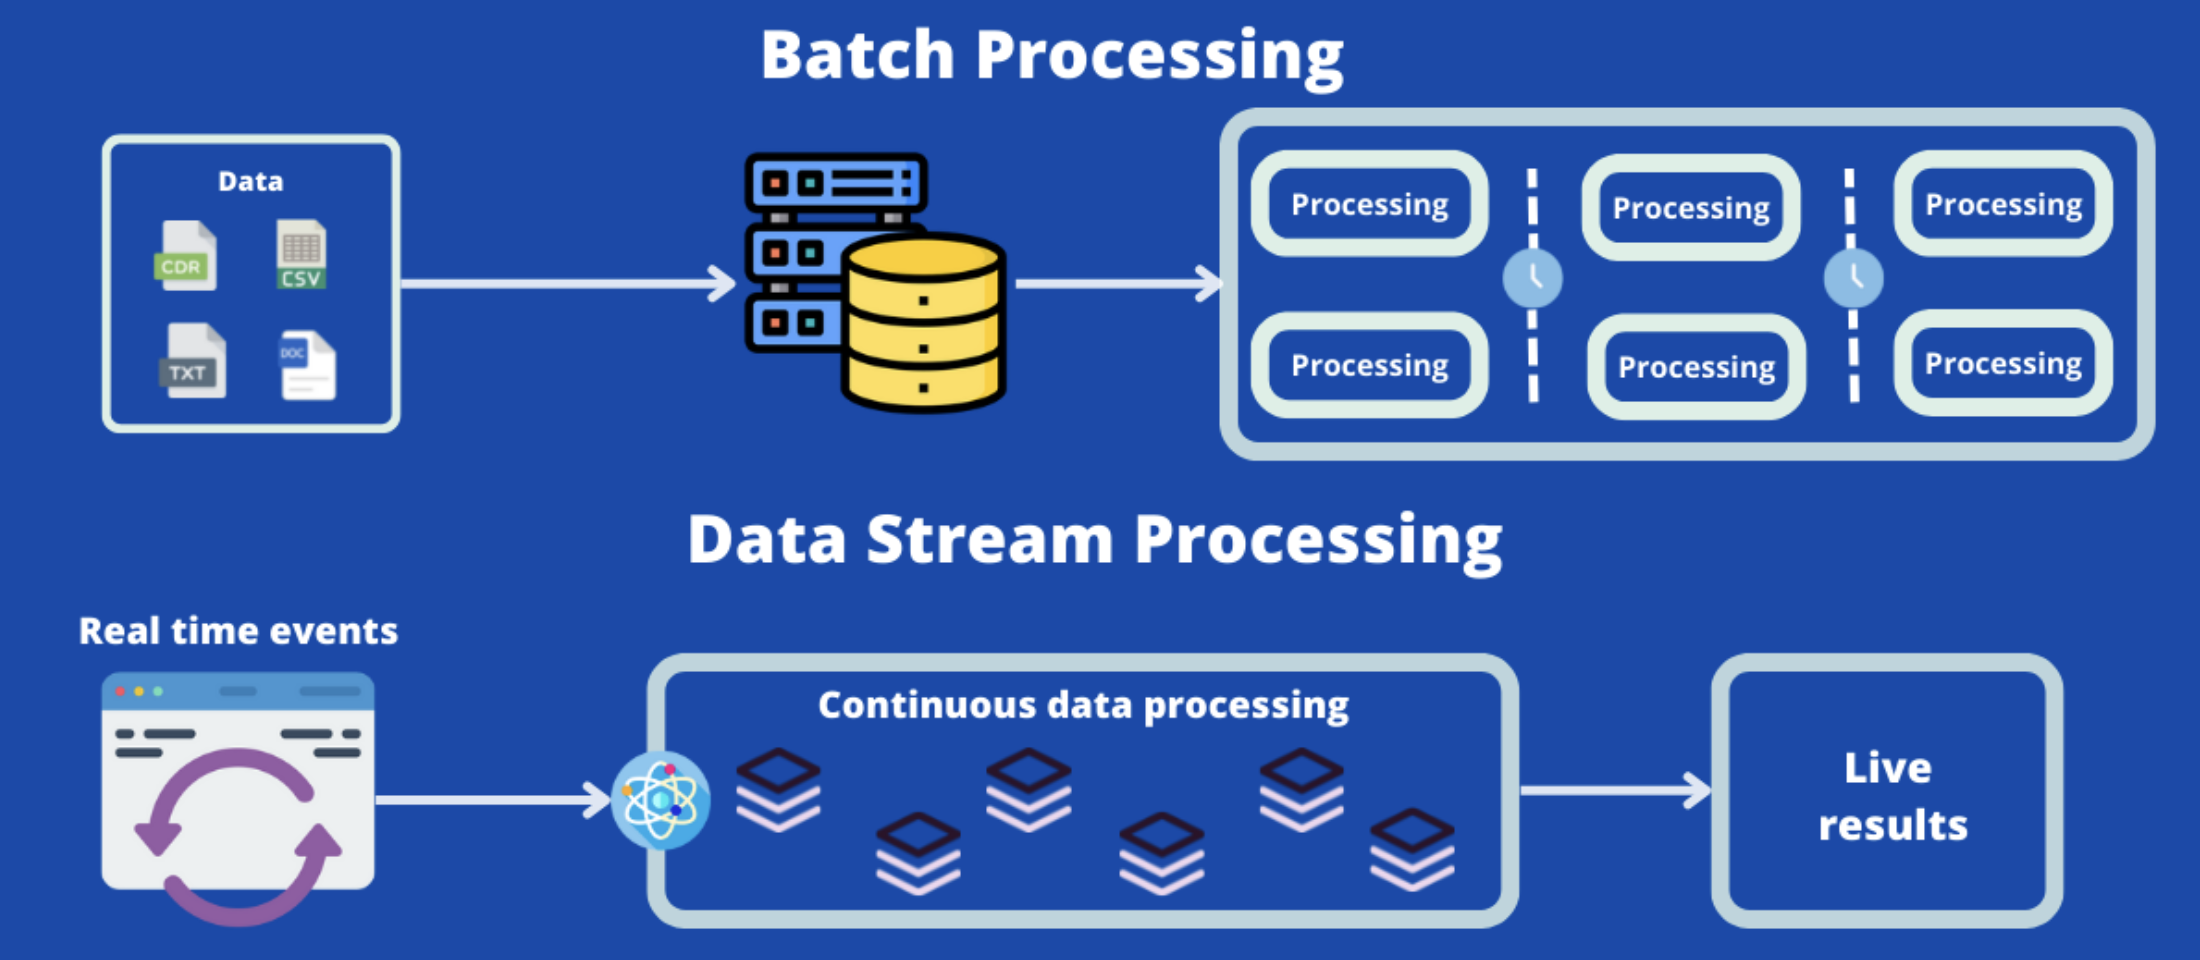 Batch Processing
Data
CDR
CSV
TXT
DOC
Processing
Processing
Processing
Processing
Processing
Processing
Data Stream Processing
Real time events
Continuous data processing
Live
results